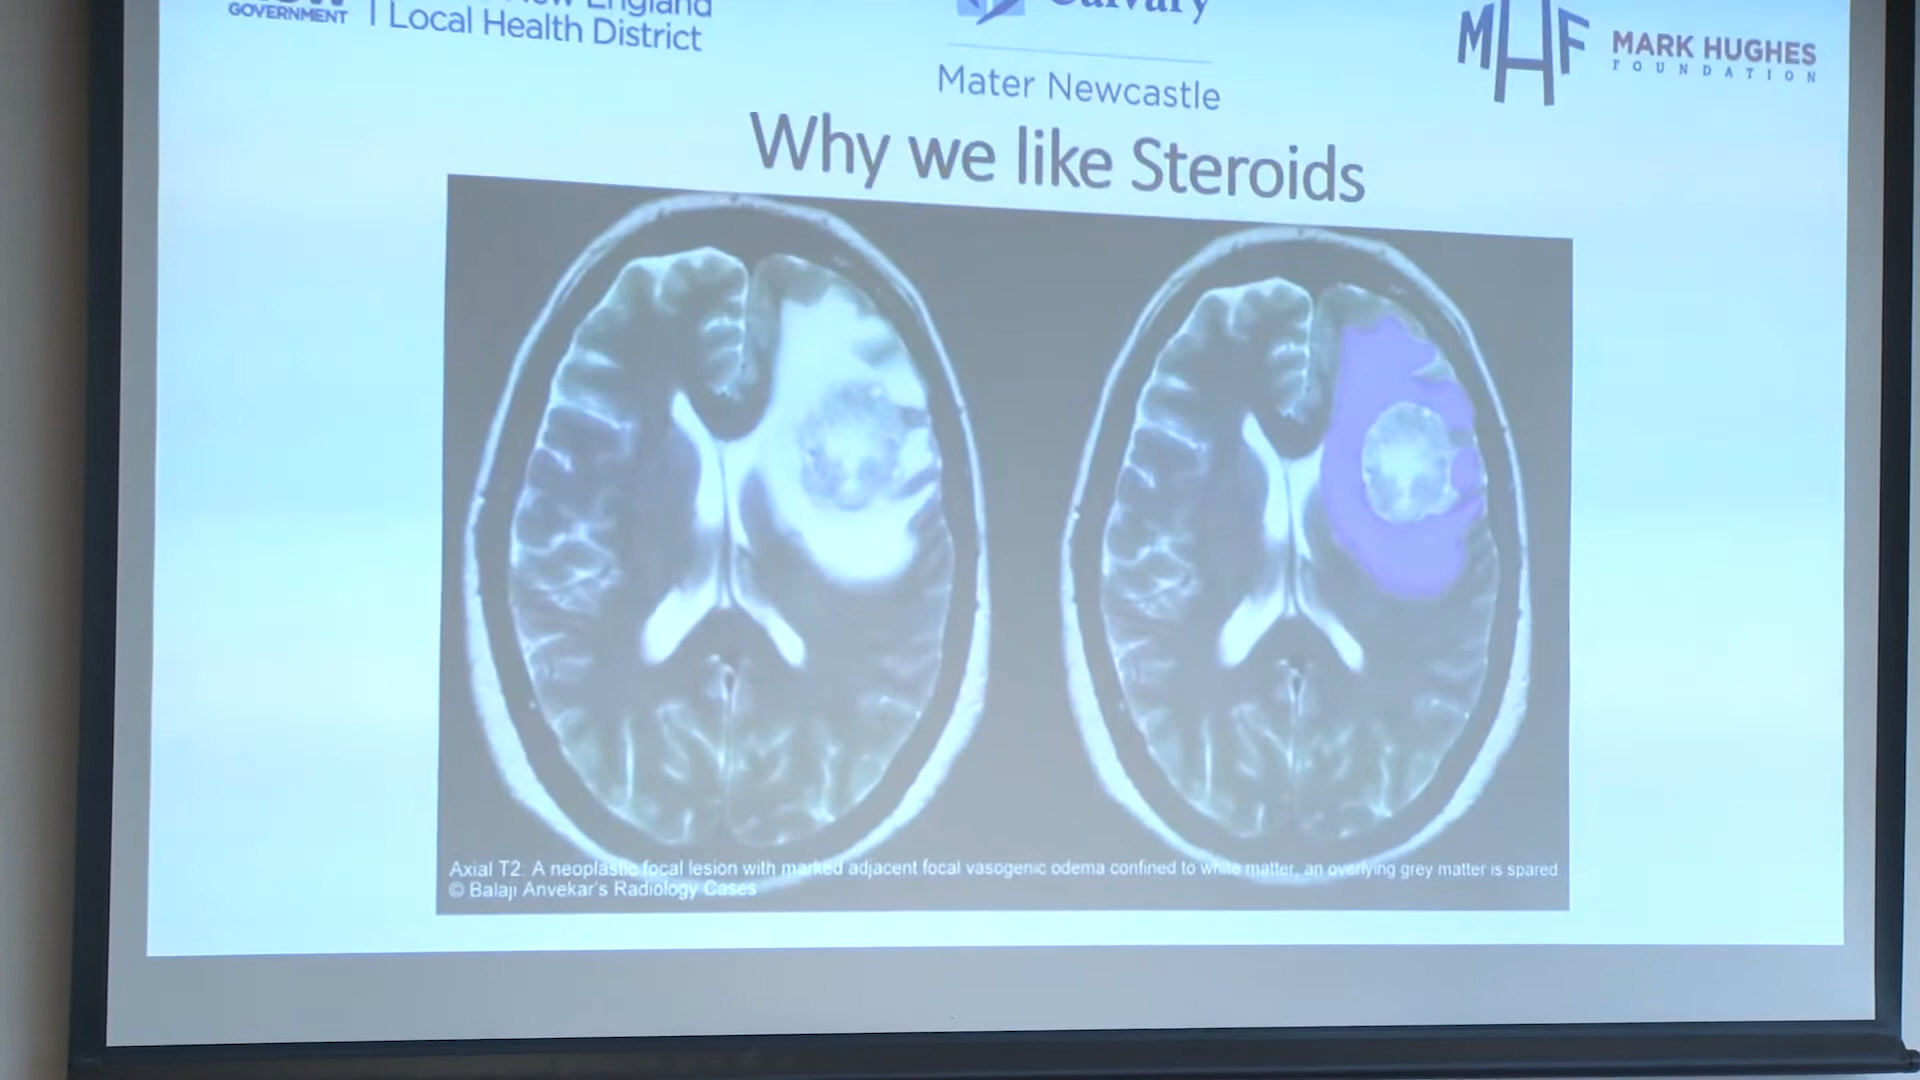 England
GOVERNMENT | Local Health District
Calvary
Mater Newcastle
MHF MARK HUGHES
FOUNDATION
Why we like Steroids
Axial T2: A neoplastic focal lesion with marked adjacent focal vasogenic odema confined to white matter, an overlying grey matter is spared
© Balaji Anvekar's Radiology Cases